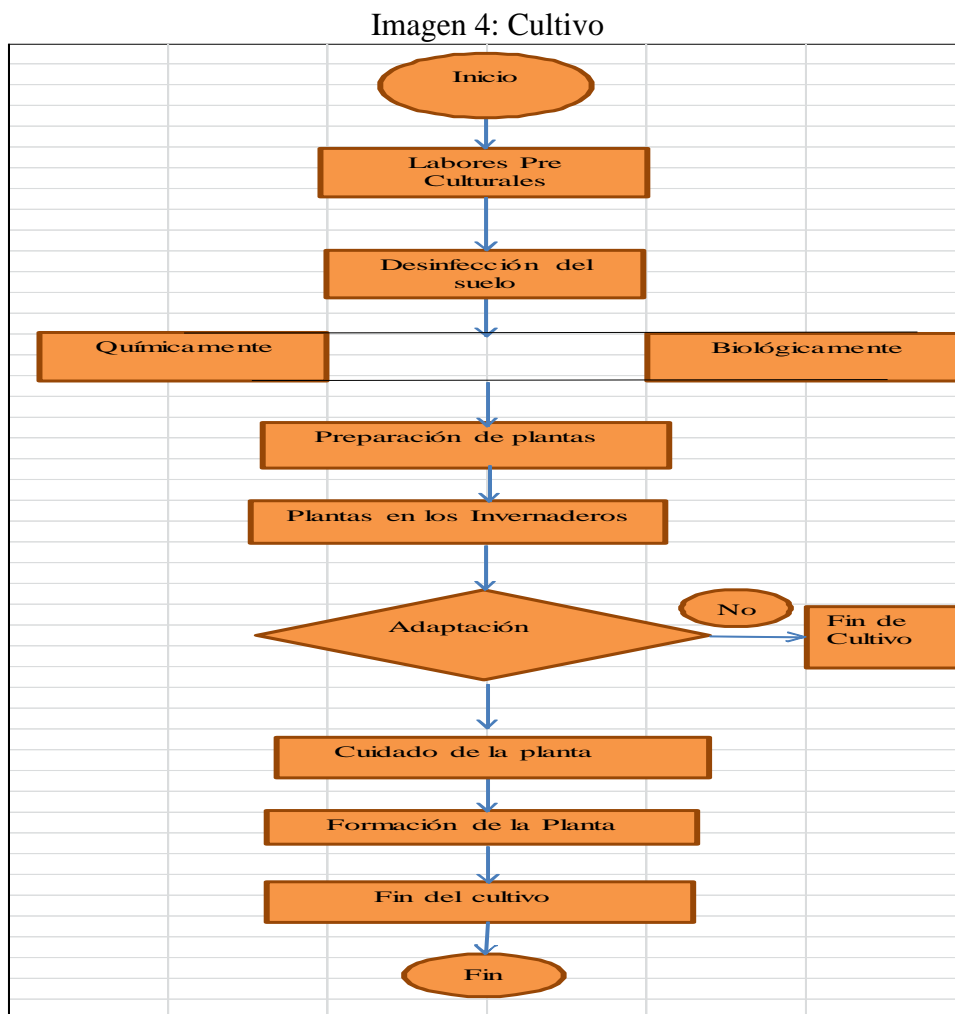 Imagen 4: Cultivo
Inicio
Labores Pre
Culturales
Desinfección del
suelo
Químicamente
Biológicamente
Preparación de plantas
Plantas en los Invernaderos
Adaptación
No
Fin de
Cultivo
Cuidado de la planta
Formación de la Planta
Fin del cultivo
Fin